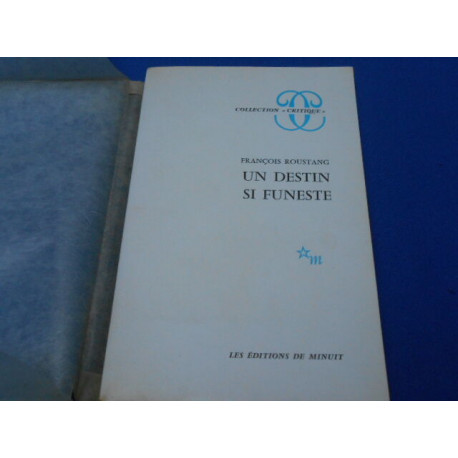 COLLECTION « CRITIQUE »
FRANÇOIS ROUSTANG
UN DESTIN
SI FUNESTE
m
LES ÉDITIONS DE MINUIT